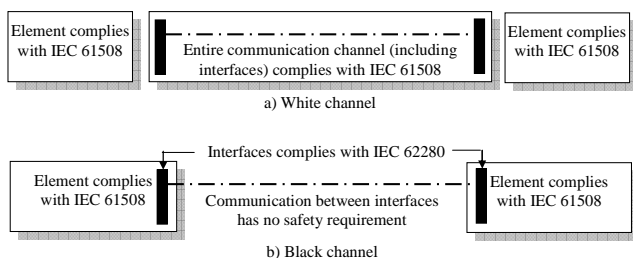 Element complies
with IEC 61508
Entire communication channel (including
interfaces) complies with IEC 61508
Element complies
with IEC 61508
a) White channel
Interfaces complies with IEC 62280
Element complies
with IEC 61508
Communication between interfaces
has no safety requirement
Element complies
with IEC 61508
b) Black channel